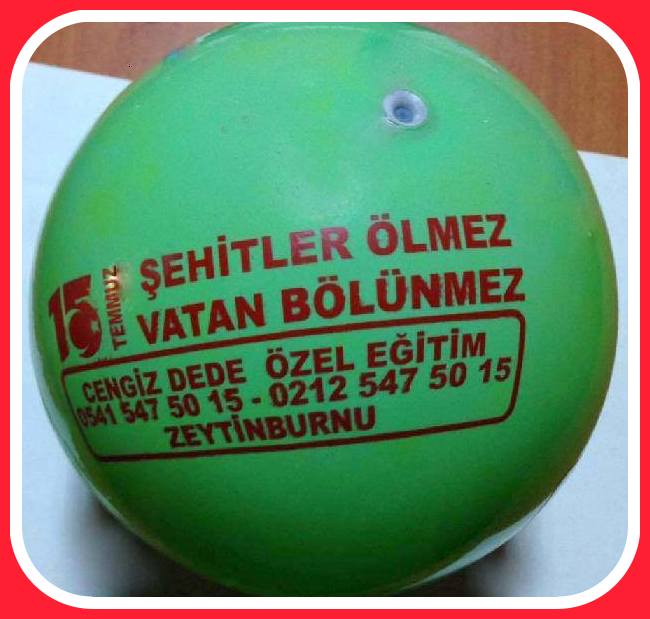 15 TEMMUZ
ŞEHİTLER ÖLMEZ
VATAN BÖLÜNMEZ
CENGİZ DEDE ÖZEL EĞİTİM
0541 547 50 15 - 0212 547 50 15
ZEYTİNBURNU